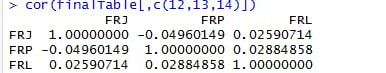 > cor(finalTable[,c(12,13,14)])
FRJ FRP FRL
FRJ 1.00000000 -0.04960149 0.02590714
FRP -0.04960149 1.00000000 0.02884858
FRL 0.02590714 0.02884858 1.00000000